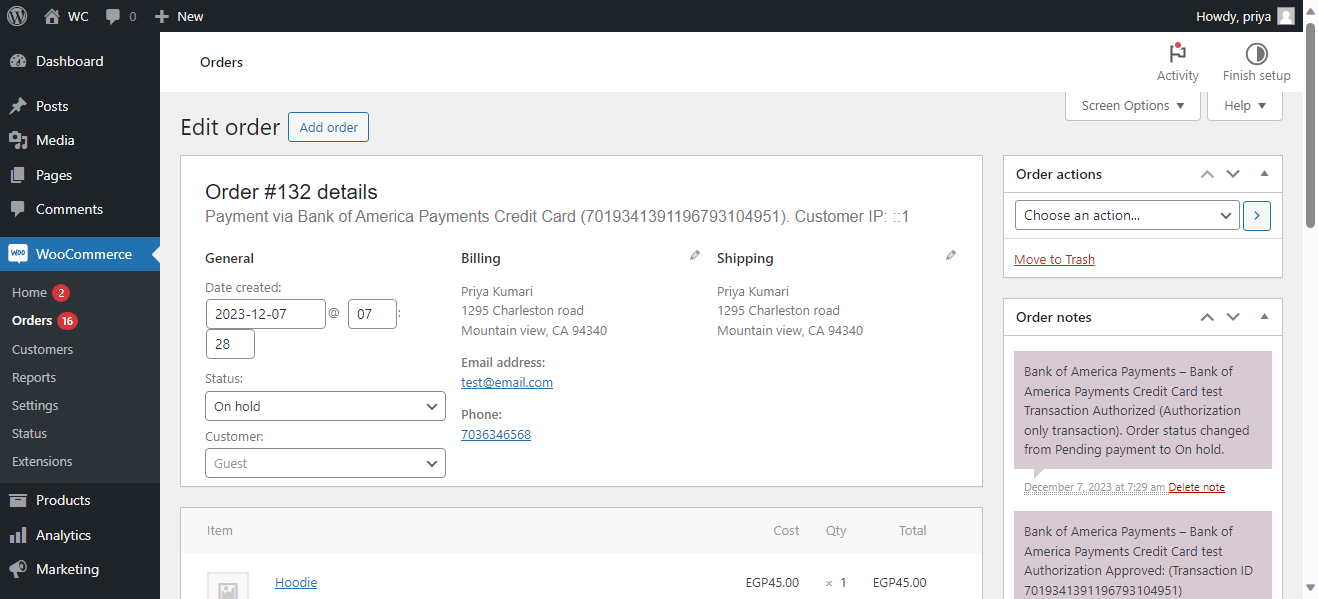 WC
0
New
Howdy, priya
Dashboard
Posts
Media
Pages
Comments
WooCommerce
Home 2
Orders 16
Customers
Reports
Settings
Status
Extensions
Products
Analytics
Marketing
Orders
Activity
Finish setup
Screen Options
Help
Edit order
Add order
Order #132 details
Payment via Bank of America Payments Credit Card (7019341391196793104951). Customer IP: ::1
General
Date created:
2023-12-07 @ 07 :
28
Status:
On hold
Customer:
Guest
Billing
Priya Kumari
1295 Charleston road
Mountain view, CA 94340
Email address:
test@email.com
Phone:
7036346568
Shipping
Priya Kumari
1295 Charleston road
Mountain view, CA 94340
Item Cost Qty Total
Hoodie EGP45.00 × 1 EGP45.00
Order actions
Choose an action...
Move to Trash
Order notes
Bank of America Payments – Bank of
America Payments Credit Card test
Transaction Authorized (Authorization
only transaction). Order status changed
from Pending payment to On hold.
December 7, 2023 at 7:29 am Delete note
Bank of America Payments – Bank of
America Payments Credit Card test
Authorization Approved: (Transaction ID
7019341391196793104951)